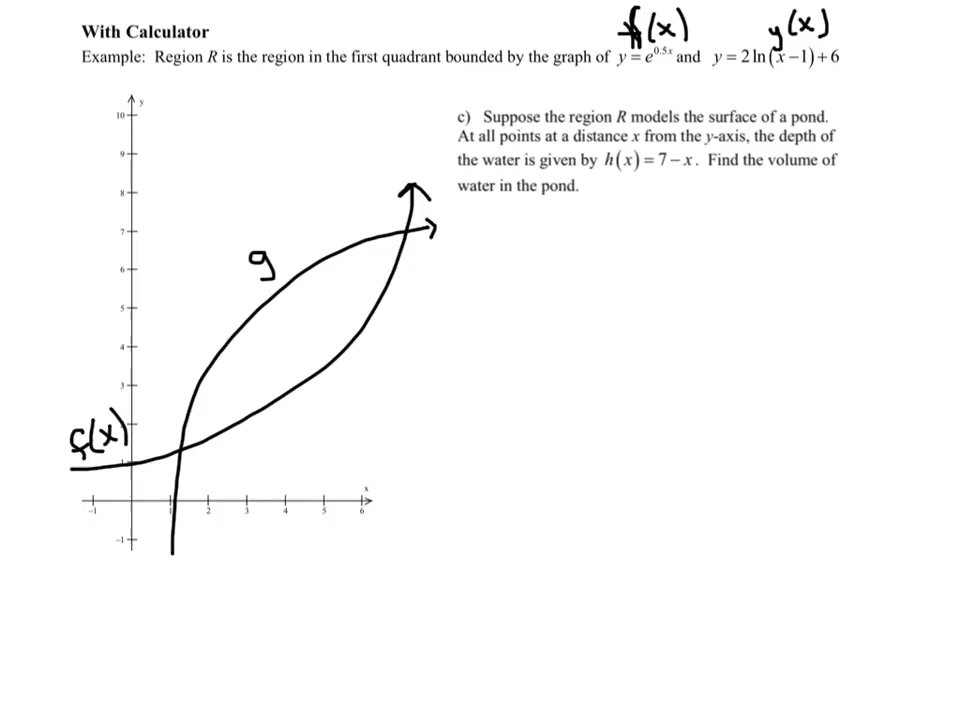 With Calculator
f(x) y(x)
Example: Region R is the region in the first quadrant bounded by the graph of y = e^0.5x and y = 2 ln(x − 1) + 6
c) Suppose the region R models the surface of a pond.
At all points at a distance x from the y-axis, the depth of
the water is given by h(x) = 7 − x. Find the volume of
water in the pond.
y
10
9
8
7
6
5
4
3
1
−1
g
f(x)
x
−1 1 2 3 4 5 6